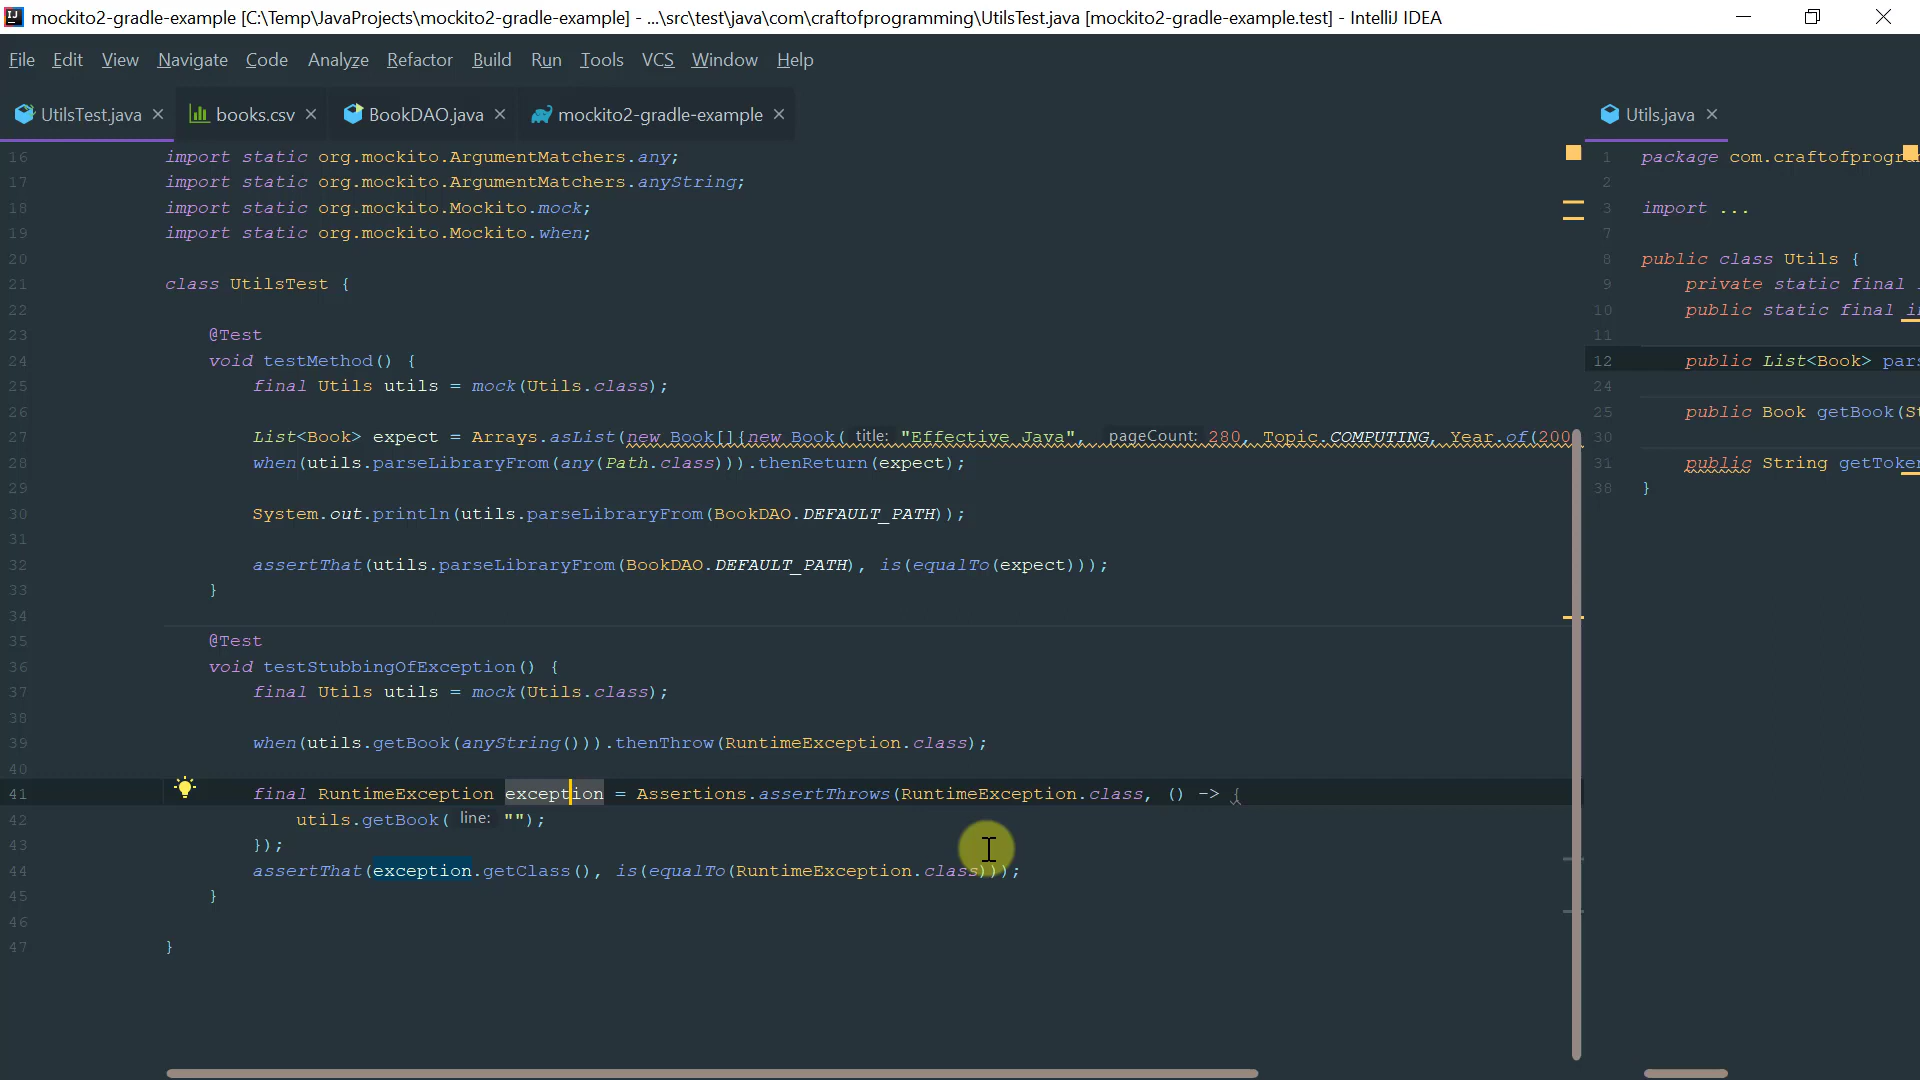 mockito2-gradle-example [C:\Temp\JavaProjects\mockito2-gradle-example] - ...\src\test\java\com\craftofprogramming\UtilsTest.java [mockito2-gradle-example.test] - IntelliJ IDEA
File Edit View Navigate Code Analyze Refactor Build Run Tools VCS Window Help
UtilsTest.java books.csv BookDAO.java mockito2-gradle-example
16 import static org.mockito.ArgumentMatchers.any;
17 import static org.mockito.ArgumentMatchers.anyString;
18 import static org.mockito.Mockito.mock;
19 import static org.mockito.Mockito.when;
20
21 class UtilsTest {
22
23 @Test
24 void testMethod() {
25 final Utils utils = mock(Utils.class);
26
27 List<Book> expect = Arrays.asList(new Book[]{new Book( title: "Effective Java", pageCount: 280, Topic.COMPUTING, Year.of(200
28 when(utils.parseLibraryFrom(any(Path.class))).thenReturn(expect);
29
30 System.out.println(utils.parseLibraryFrom(BookDAO.DEFAULT_PATH));
31
32 assertThat(utils.parseLibraryFrom(BookDAO.DEFAULT_PATH), is(equalTo(expect)));
33 }
34
35 @Test
36 void testStubbingOfException() {
37 final Utils utils = mock(Utils.class);
38
39 when(utils.getBook(anyString())).thenThrow(RuntimeException.class);
40
41 final RuntimeException exception = Assertions.assertThrows(RuntimeException.class, () -> {
42 utils.getBook( line: "");
43 });
44 assertThat(exception.getClass(), is(equalTo(RuntimeException.class)));
45 }
46
47 }
Utils.java
1 package com.craftofprogra
2
3 import ...
7
8 public class Utils {
9 private static final
10 public static final i
11
12 public List<Book> pars
24
25 public Book getBook(St
30
31 public String getToken
38 }